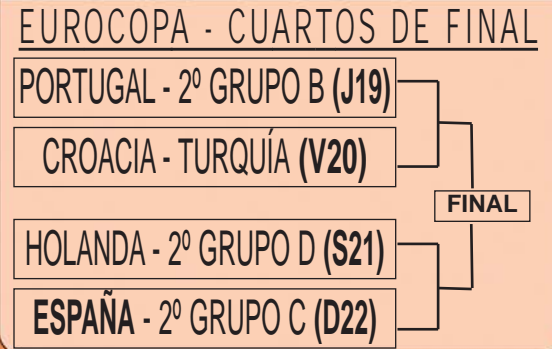 EUROCOPA - CUARTOS DE FINAL
PORTUGAL - 2º GRUPO B (J19)
CROACIA - TURQUÍA (V20)
FINAL
HOLANDA - 2º GRUPO D (S21)
ESPAÑA - 2º GRUPO C (D22)